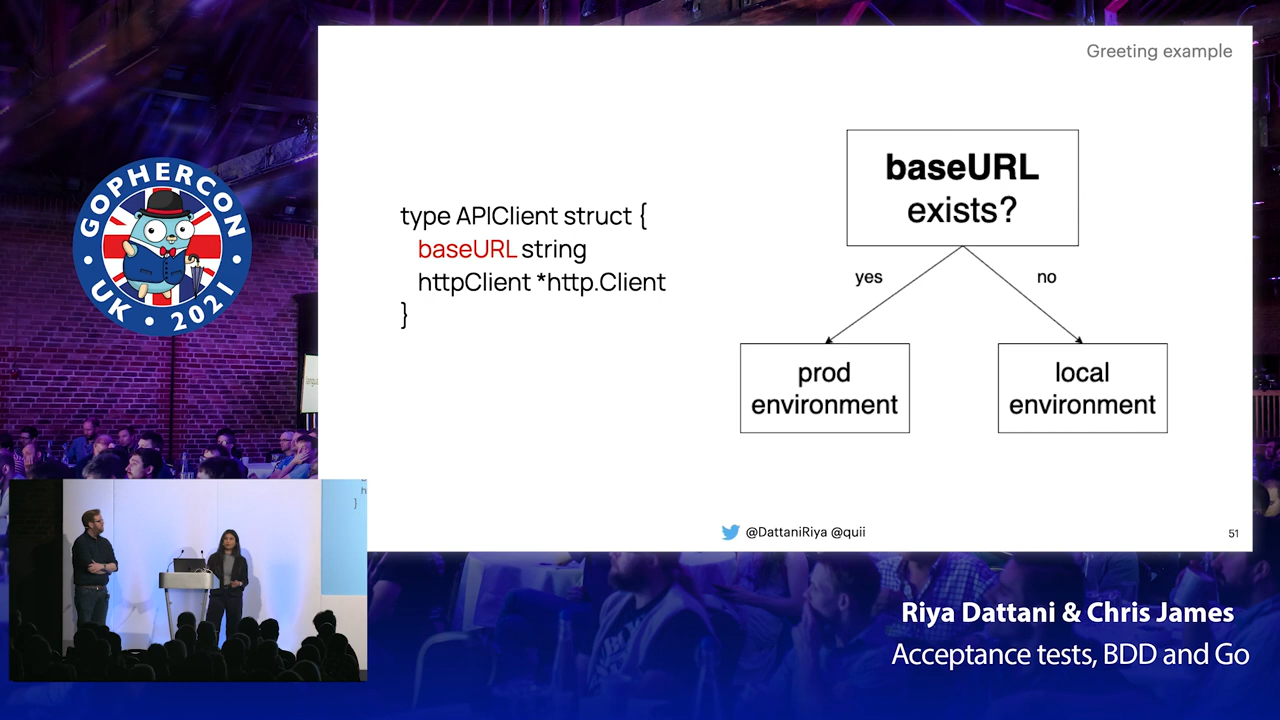 Greeting example
GOPHERCON
UK • 2021
type APIClient struct {
baseURL string
httpClient *http.Client
}
baseURL
exists?
yes
no
prod
environment
local
environment
@DattaniRiya @quii
51
h
}
Riya Dattani & Chris James
Acceptance tests, BDD and Go